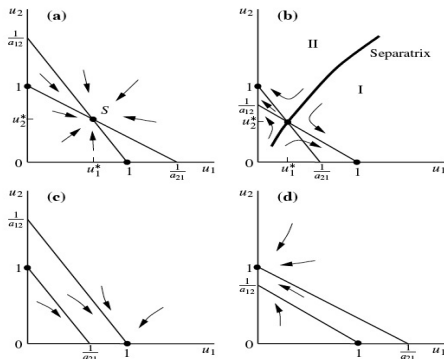 u₂ (a)
1/a₁₂
1
u₂*
S
0 u₁* 1 1/a₂₁ u₁
u₂ (b)
II
Separatrix
I
1
1/a₁₂
u₂*
0 u₁* 1/a₂₁ 1 u₁
u₂ (c)
1/a₁₂
1
0 1/a₂₁ 1 u₁
u₂ (d)
1
1/a₁₂
0 1 1/a₂₁ u₁